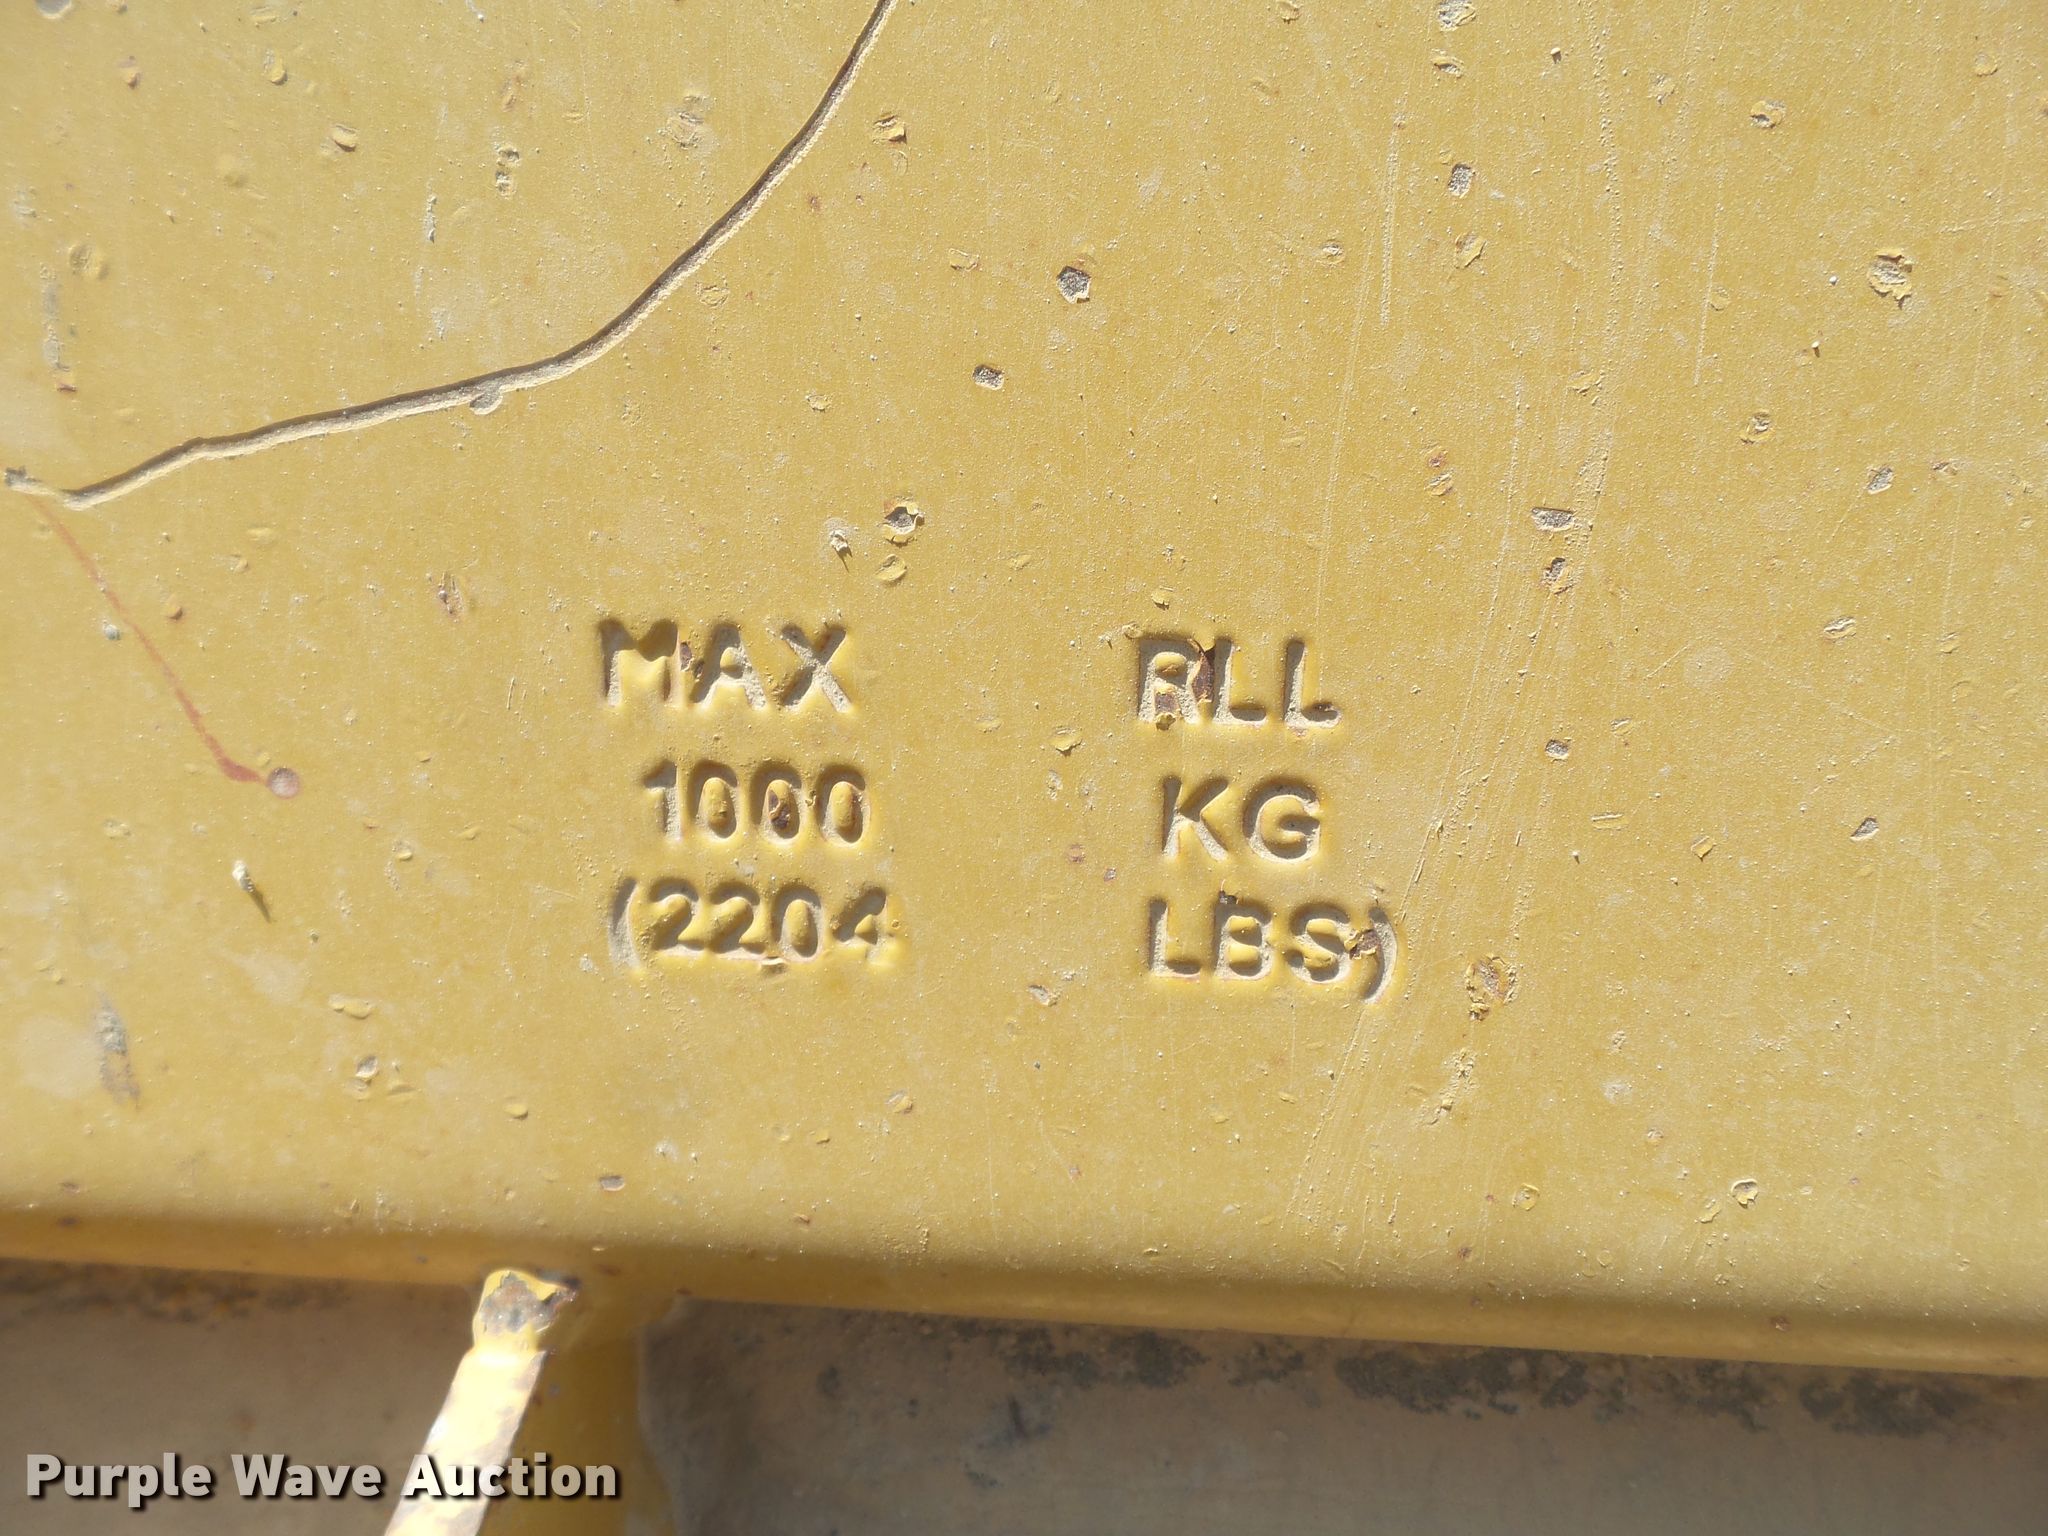 MAX RLL
1000 KG
(2204 LBS)
Purple Wave Auction